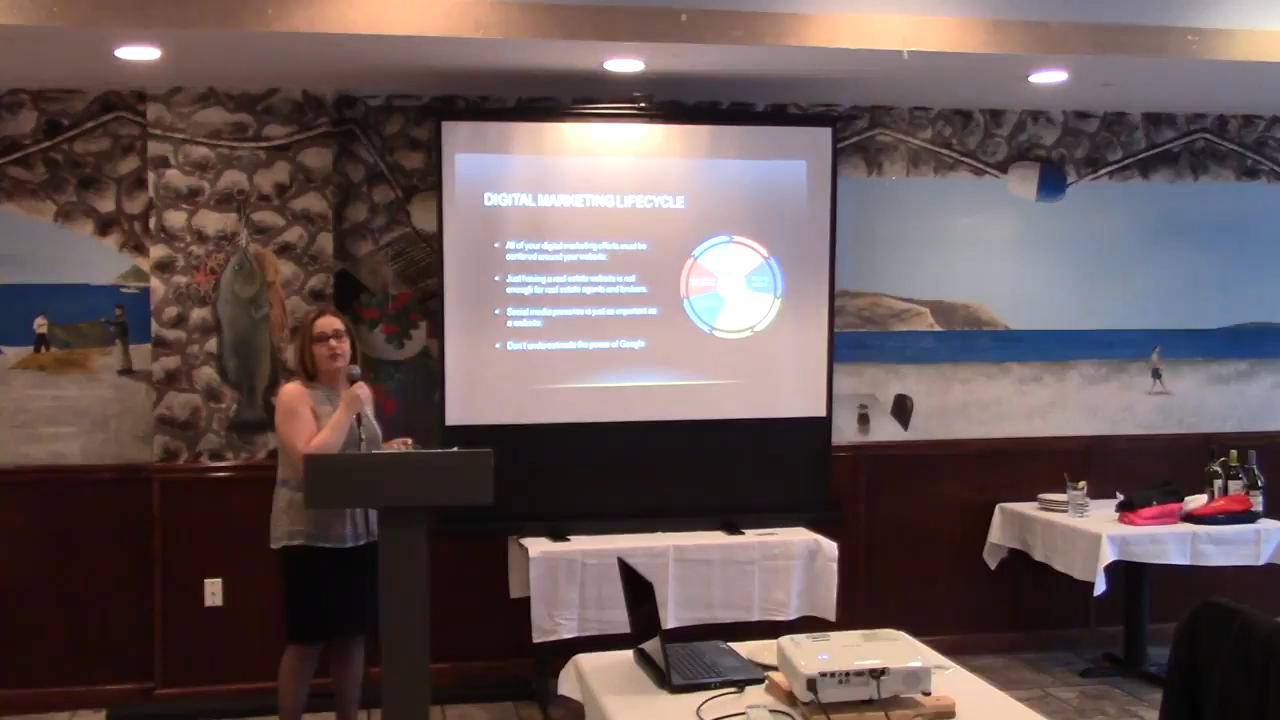 DIGITAL MARKETING LIFECYCLE
All of your digital marketing efforts must be
centered around your website.
Just having a real estate website is not
enough for real estate agents and brokers.
Social media presence is just as important as
a website.
Don't underestimate the power of Google